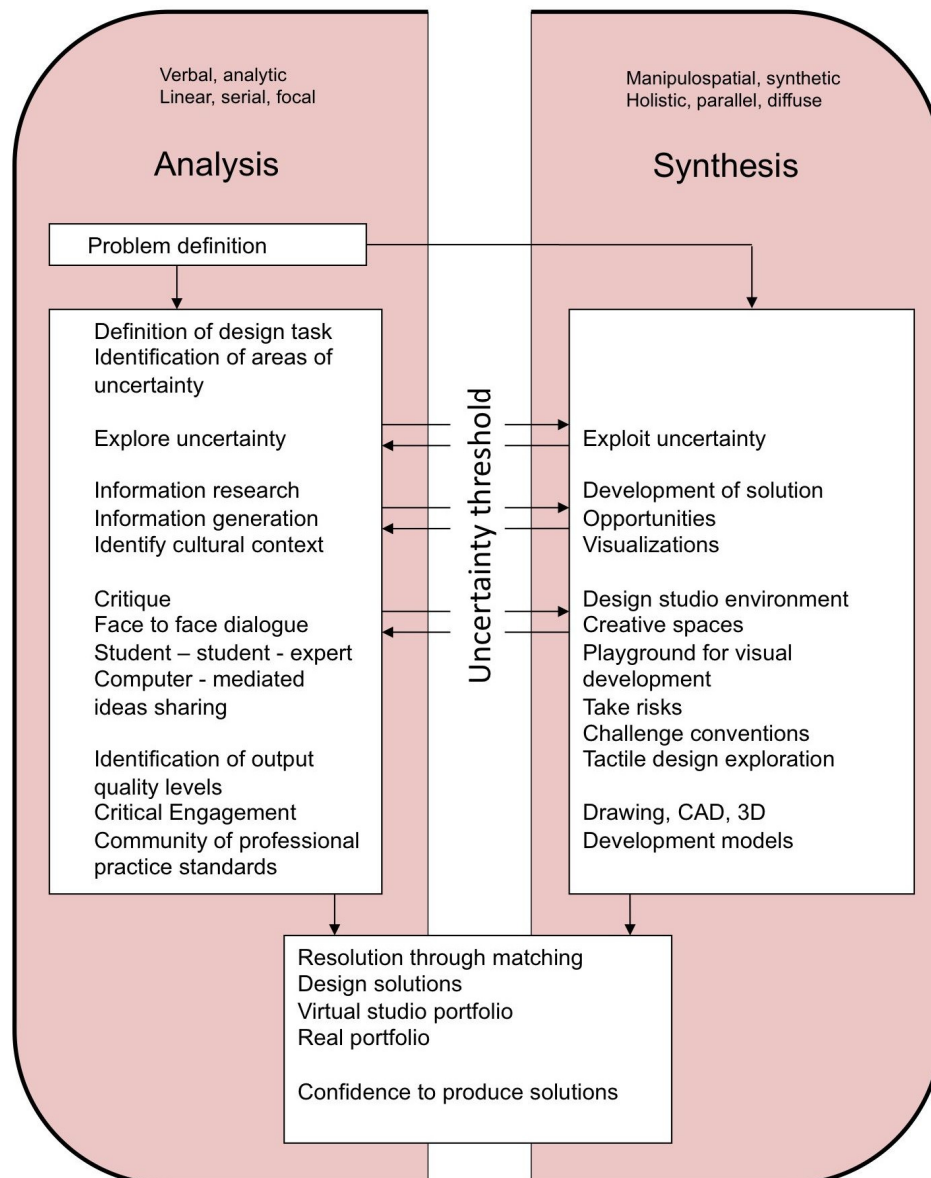 Verbal, analytic
Linear, serial, focal
Analysis
Manipulospatial, synthetic
Holistic, parallel, diffuse
Synthesis
Problem definition
Definition of design task
Identification of areas of
uncertainty
Explore uncertainty
Information research
Information generation
Identify cultural context
Critique
Face to face dialogue
Student – student - expert
Computer - mediated
ideas sharing
Identification of output
quality levels
Critical Engagement
Community of professional
practice standards
Uncertainty threshold
Exploit uncertainty
Development of solution
Opportunities
Visualizations
Design studio environment
Creative spaces
Playground for visual
development
Take risks
Challenge conventions
Tactile design exploration
Drawing, CAD, 3D
Development models
Resolution through matching
Design solutions
Virtual studio portfolio
Real portfolio
Confidence to produce solutions